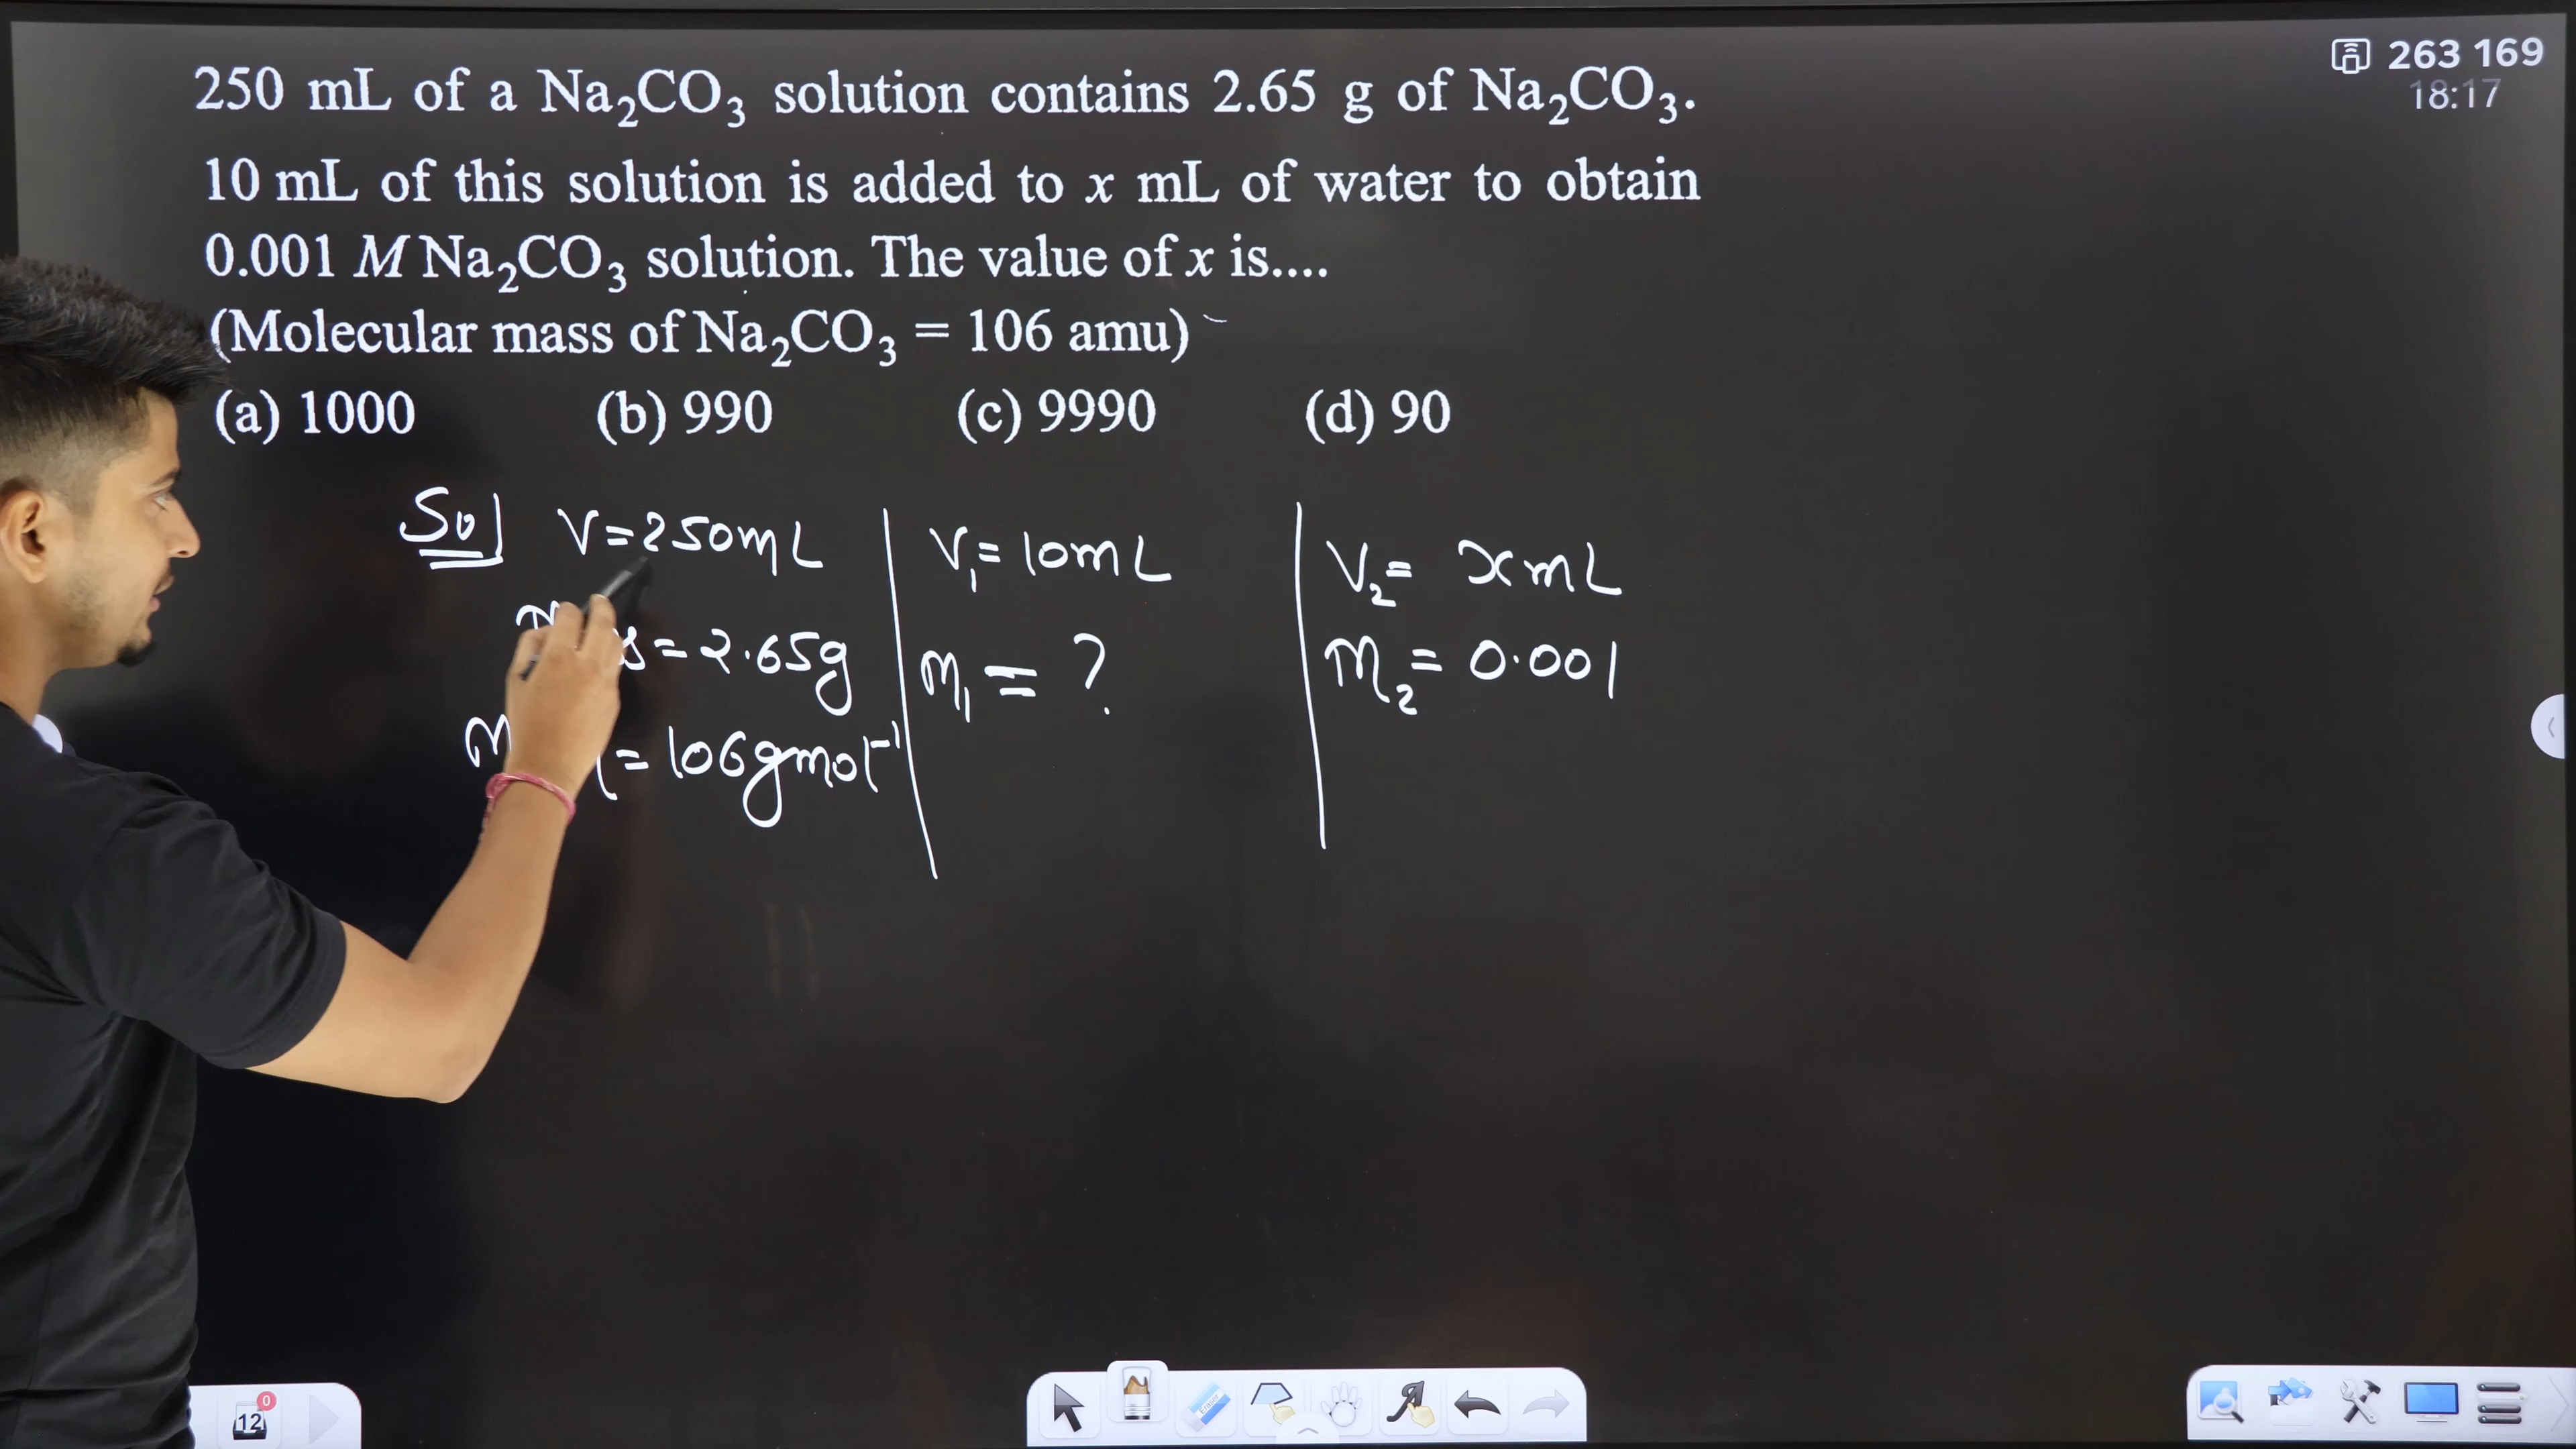 263 169
18:17
250 mL of a Na₂CO₃ solution contains 2.65 g of Na₂CO₃.
10 mL of this solution is added to x mL of water to obtain
0.001 M Na₂CO₃ solution. The value of x is....
(Molecular mass of Na₂CO₃ = 106 amu)
(a) 1000 (b) 990 (c) 9990 (d) 90
Sol V=250mL
=2.65g
=106gmol⁻¹
V₁=10mL
M₁=?
V₂= xmL
M₂=0.001
12
0
Eraser
A